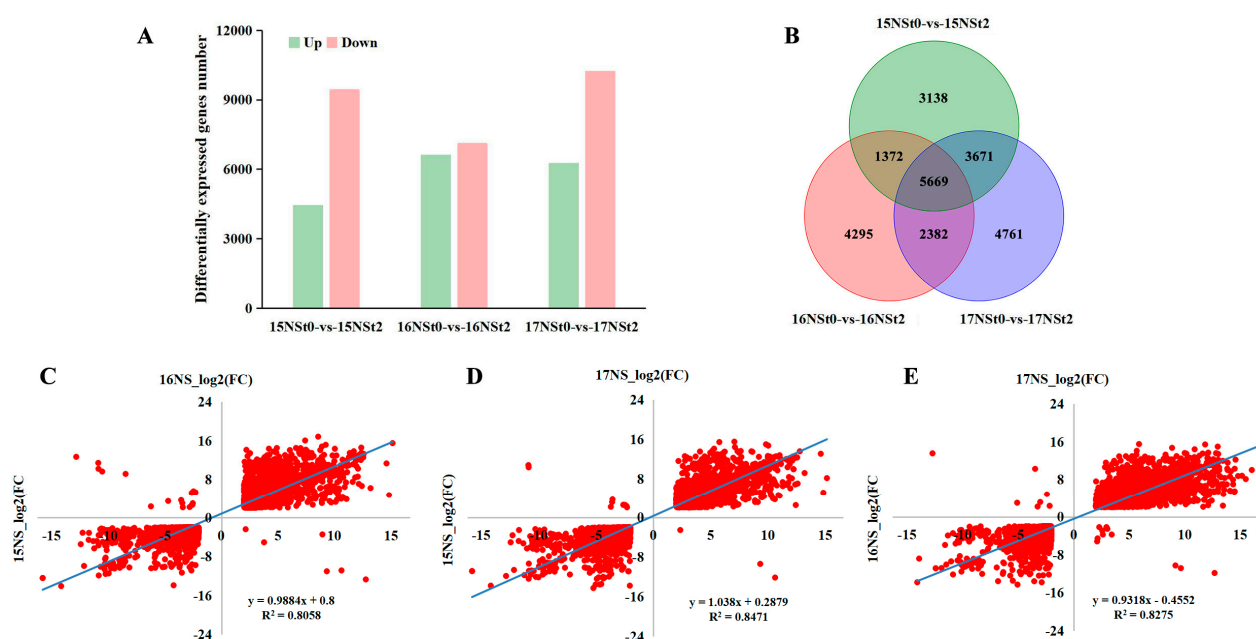 A
Differentially expressed genes number
12000
9000
6000
3000
0
Up
Down
15NSt0-vs-15NSt2
16NSt0-vs-16NSt2
17NSt0-vs-17NSt2
B
15NSt0-vs-15NSt2
3138
1372
3671
5669
4295
2382
4761
16NSt0-vs-16NSt2
17NSt0-vs-17NSt2
C
16NS_log2(FC)
15NS_log2(FC
24
16
8
0
-8
-16
-24
-15
-10
-5
0
5
10
15
y = 0.9884x + 0.8
R² = 0.8058
D
17NS_log2(FC)
15NS_log2(FC)
24
16
8
0
-8
-16
-24
-15
-10
-5
0
5
10
15
y = 1.038x + 0.2879
R² = 0.8471
E
17NS_log2(FC)
16NS_log2(FC
24
16
8
0
-8
-16
-24
-15
-10
-5
0
5
10
15
y = 0.9318x - 0.4552
R² = 0.8275